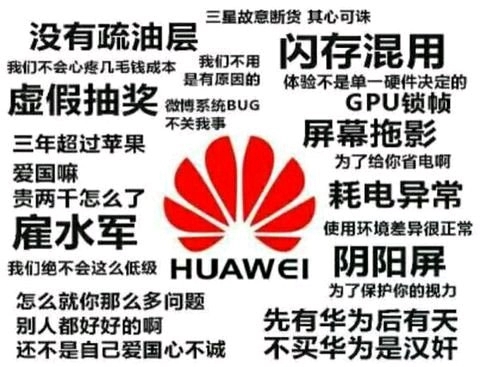 三星故意断货 其心可诛
没有疏油层
我们不会心疼几毛钱成本
我们不用
是有原因的
闪存混用
体验不是单一硬件决定的
虚假抽奖
微博系统BUG
不关我事
GPU锁帧
三年超过苹果
屏幕拖影
为了给你省电啊
爱国嘛
贵两千怎么了
耗电异常
使用环境差异很正常
雇水军
我们绝不会这么低级
HUAWEI
阴阳屏
为了保护你的视力
怎么就你那么多问题
别人都好好的啊
还不是自己爱国心不诚
先有华为后有天
不买华为是汉奸